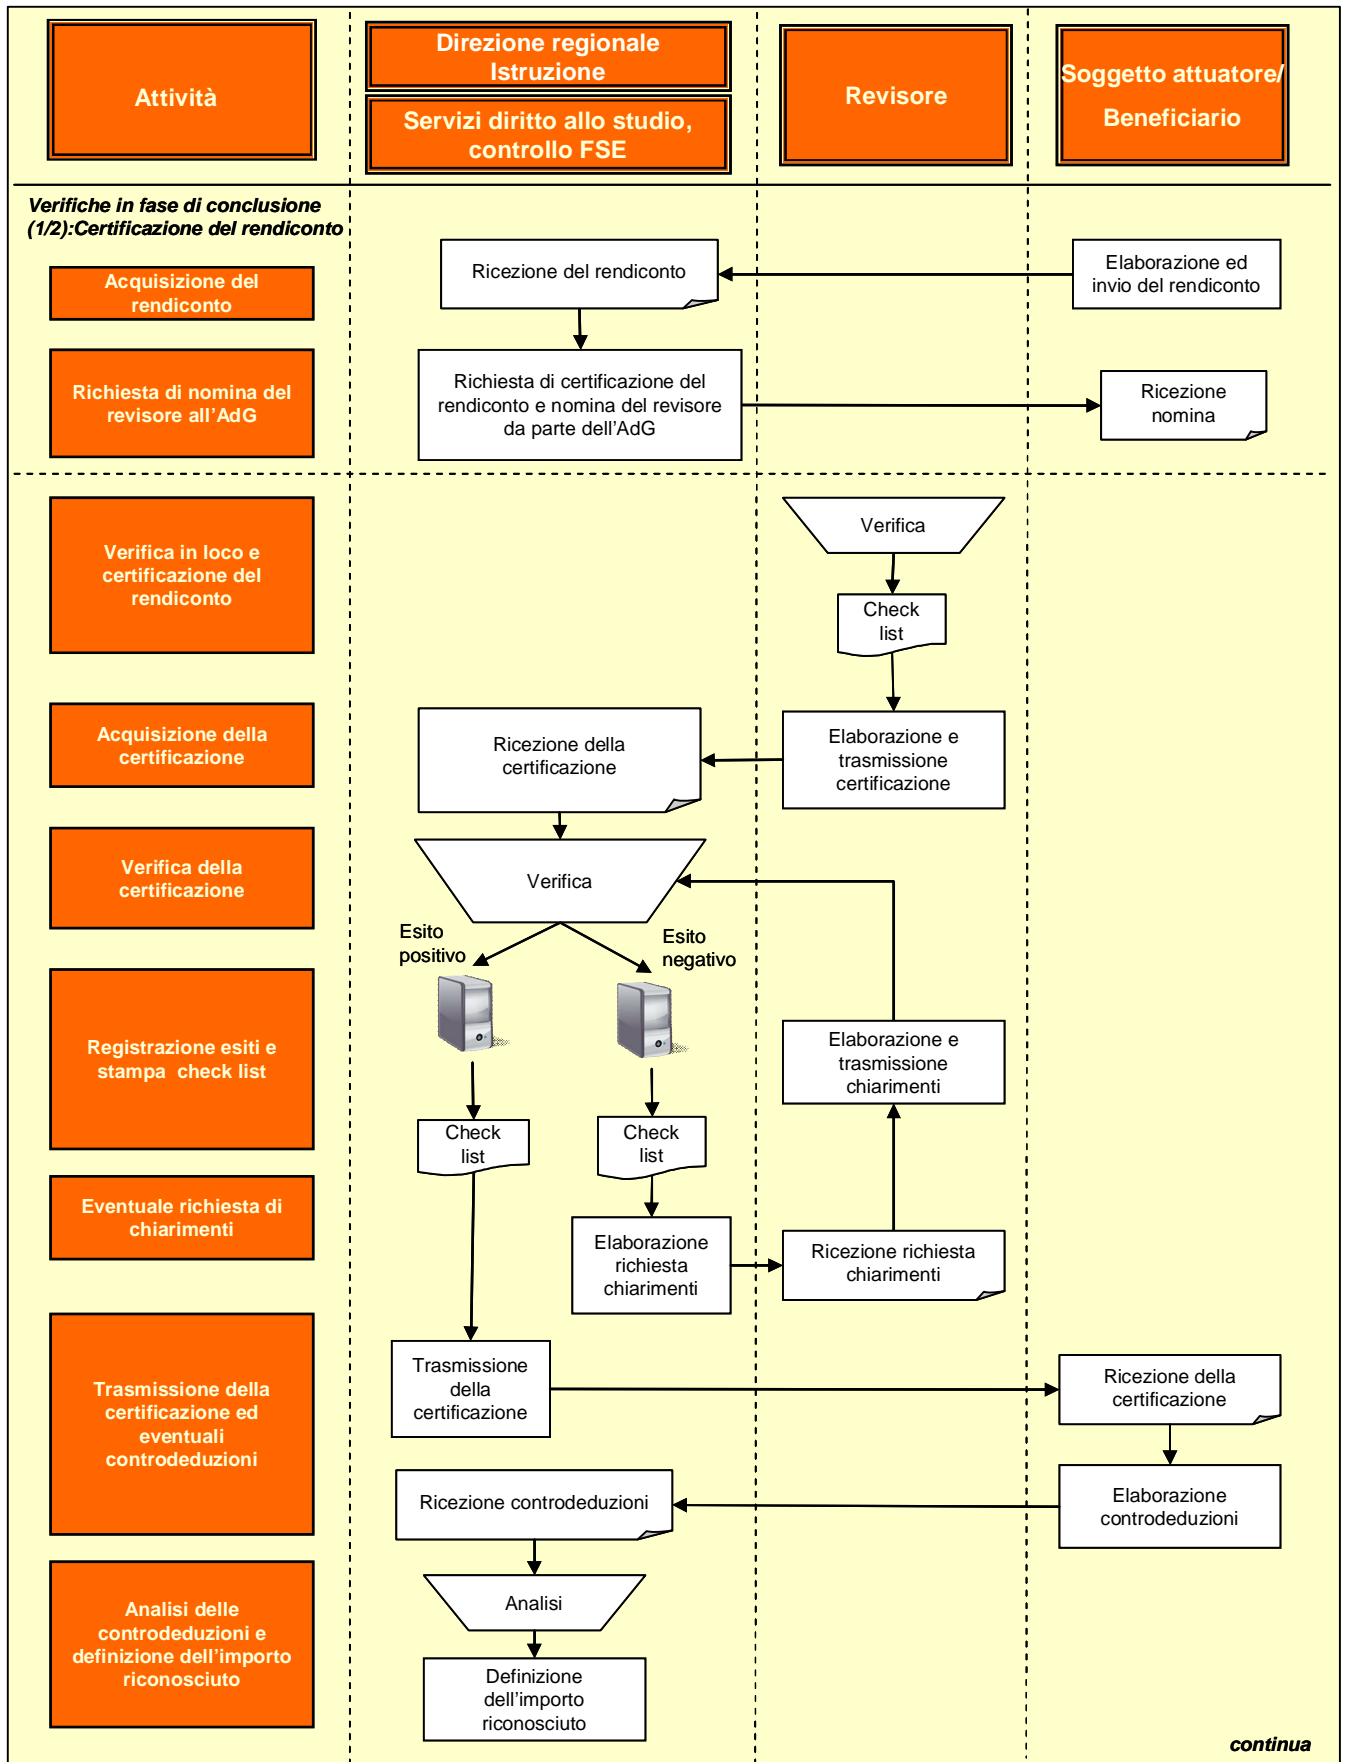 Attività
Direzione regionale
Istruzione
Servizi diritto allo studio,
controllo FSE
Revisore
Soggetto attuatore/
Beneficiario
Verifiche in fase di conclusione
(1/2):Certificazione del rendiconto
Acquisizione del
rendiconto
Ricezione del rendiconto
Elaborazione ed
invio del rendiconto
Richiesta di nomina del
revisore all'AdG
Richiesta di certificazione del
rendiconto e nomina del revisore
da parte dell'AdG
Ricezione
nomina
Verifica in loco e
certificazione del
rendiconto
Verifica
Check
list
Acquisizione della
certificazione
Ricezione della
certificazione
Elaborazione e
trasmissione
certificazione
Verifica della
certificazione
Verifica
Esito
positivo
Esito
negativo
Registrazione esiti e
stampa check list
Elaborazione e
trasmissione
chiarimenti
Check
list
Check
list
Eventuale richiesta di
chiarimenti
Elaborazione
richiesta
chiarimenti
Ricezione richiesta
chiarimenti
Trasmissione della
certificazione ed
eventuali
controdeduzioni
Trasmissione
della
certificazione
Ricezione della
certificazione
Ricezione controdeduzioni
Elaborazione
controdeduzioni
Analisi delle
controdeduzioni e
definizione dell'importo
riconosciuto
Analisi
Definizione
dell'importo
riconosciuto
continua